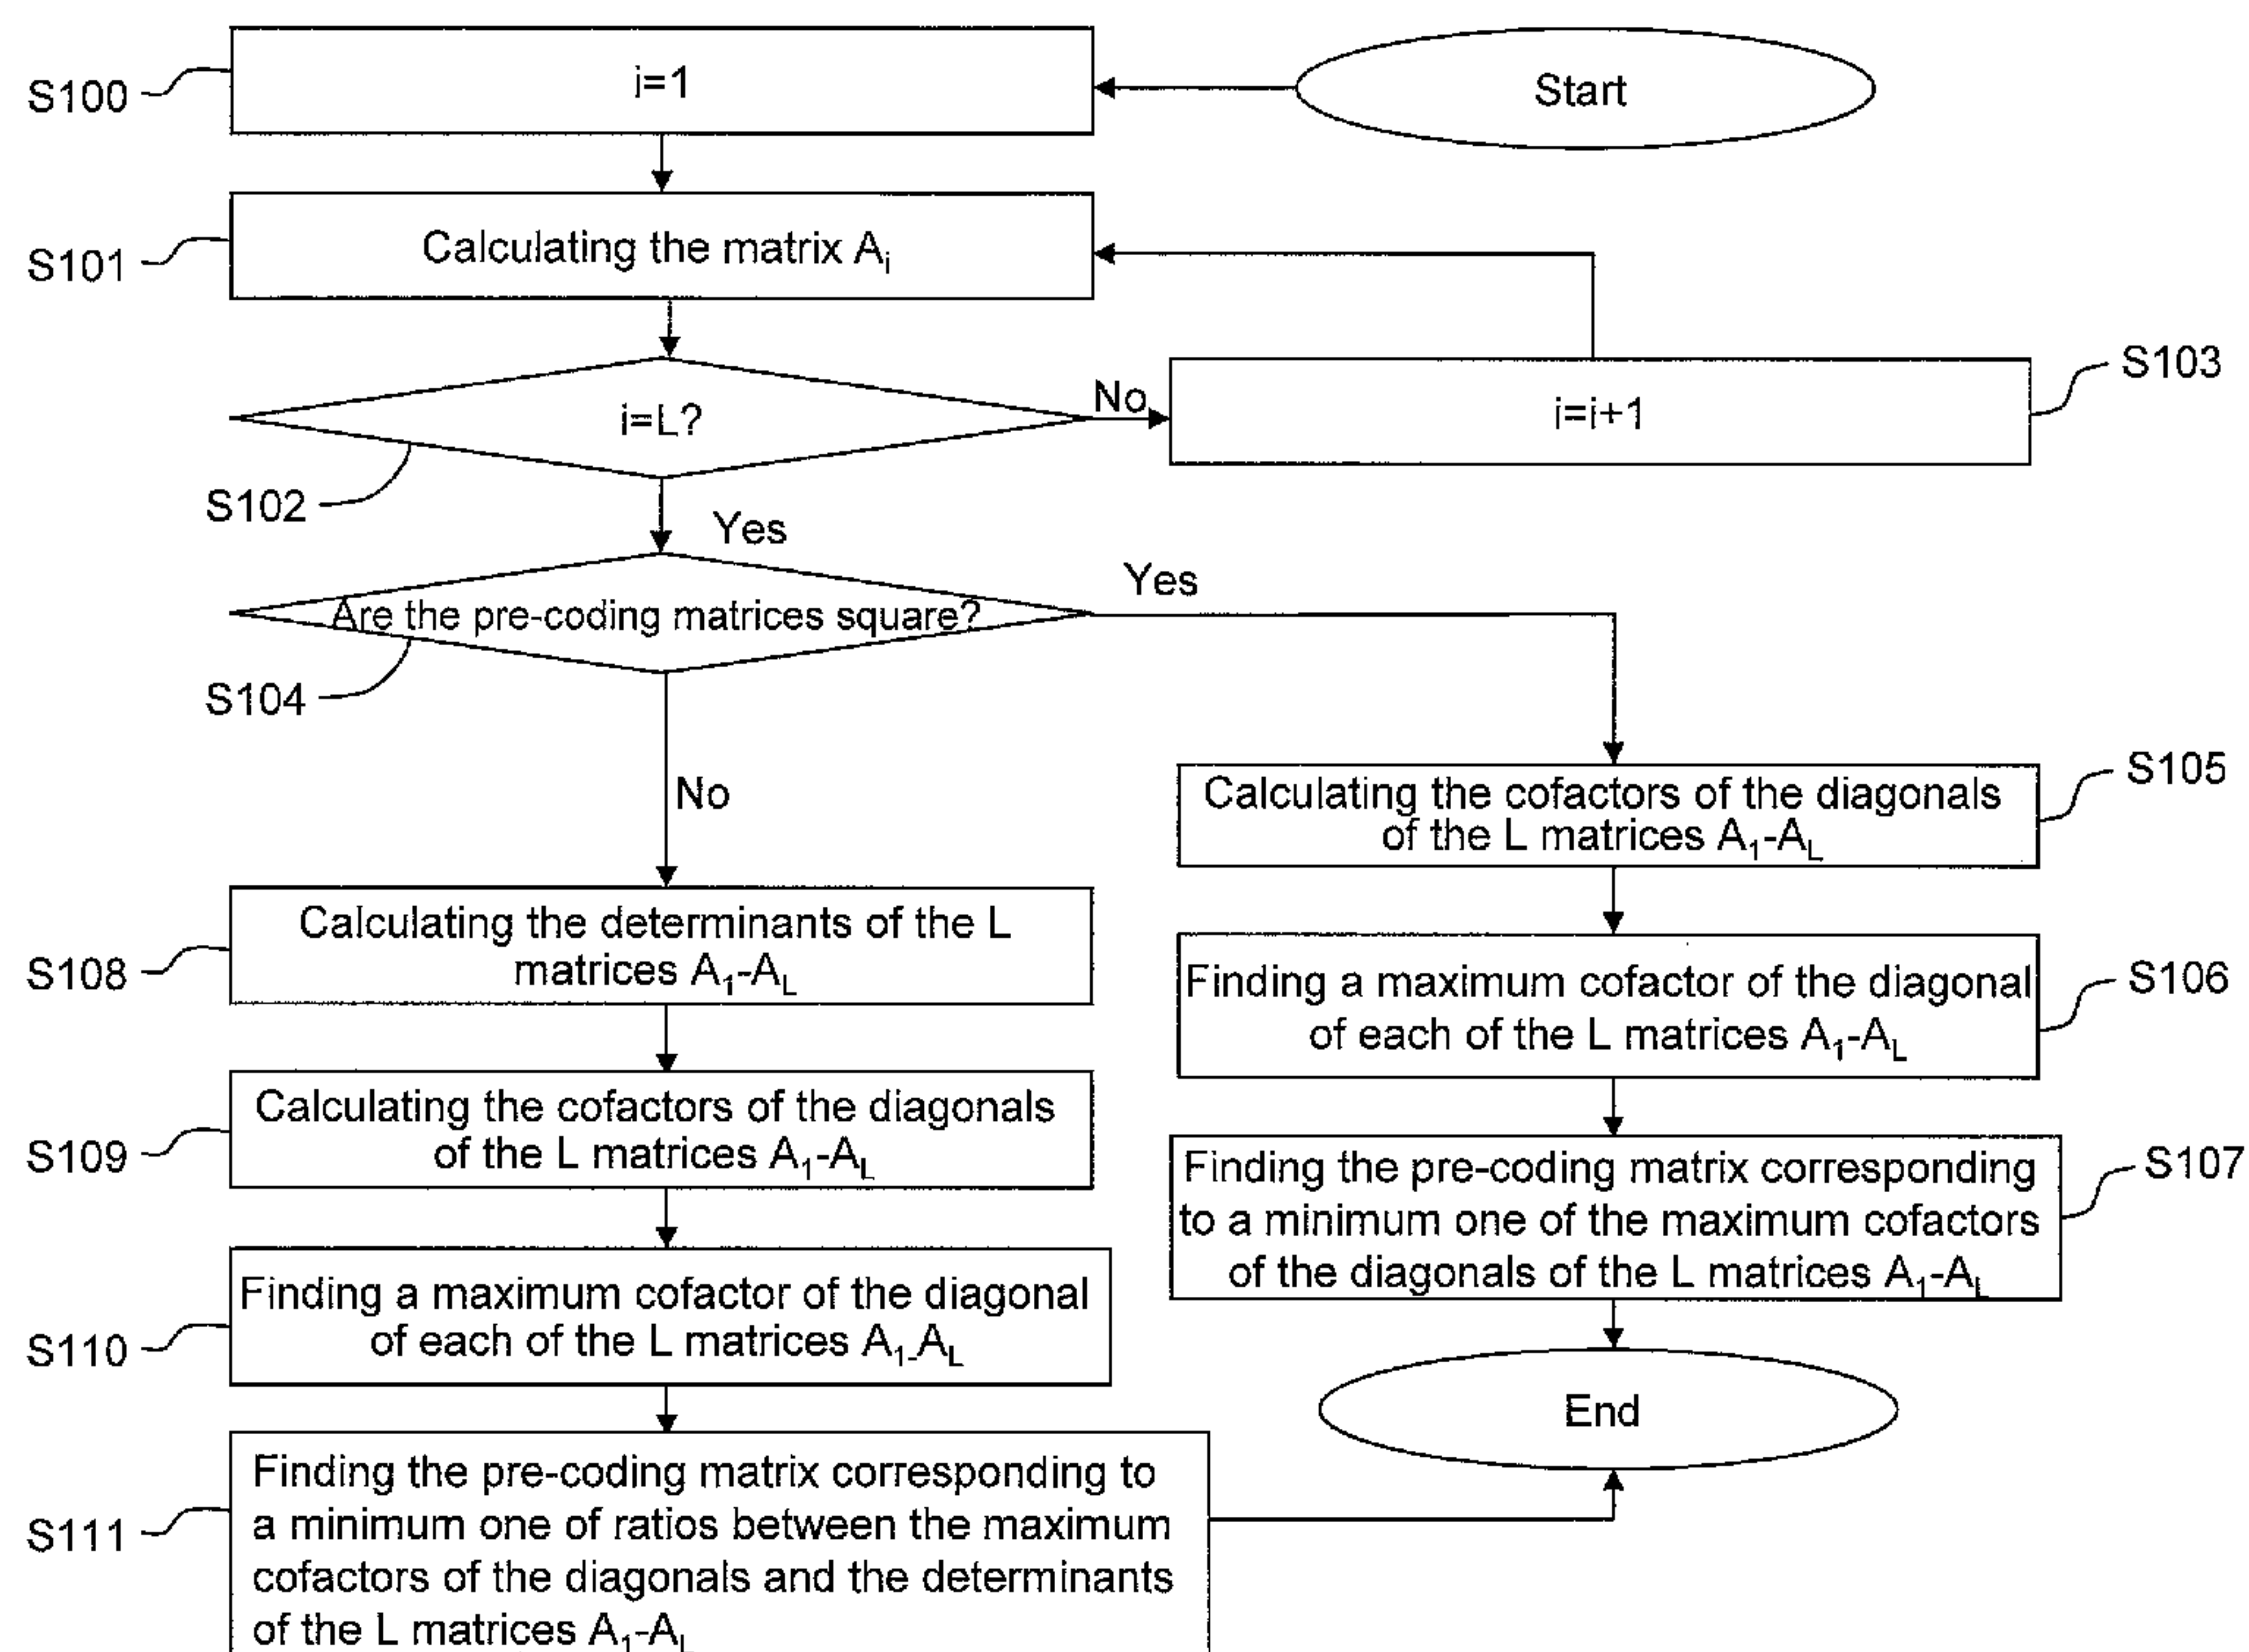 Start
S100
i=1
S101
Calculating the matrix Aᵢ
i=L?
No
S102
i=i+1
S103
Yes
Are the pre-coding matrices square?
S104
Yes
Calculating the cofactors of the diagonals
of the L matrices A₁-A_L
S105
Finding a maximum cofactor of the diagonal
of each of the L matrices A₁-A_L
S106
Finding the pre-coding matrix corresponding
to a minimum one of the maximum cofactors
of the diagonals of the L matrices A₁-A_L
S107
No
S108
Calculating the determinants of the L
matrices A₁-A_L
S109
Calculating the cofactors of the diagonals
of the L matrices A₁-A_L
S110
Finding a maximum cofactor of the diagonal
of each of the L matrices A₁-A_L
S111
Finding the pre-coding matrix corresponding to
a minimum one of ratios between the maximum
cofactors of the diagonals and the determinants
of the L matrices A₁-A_L
End